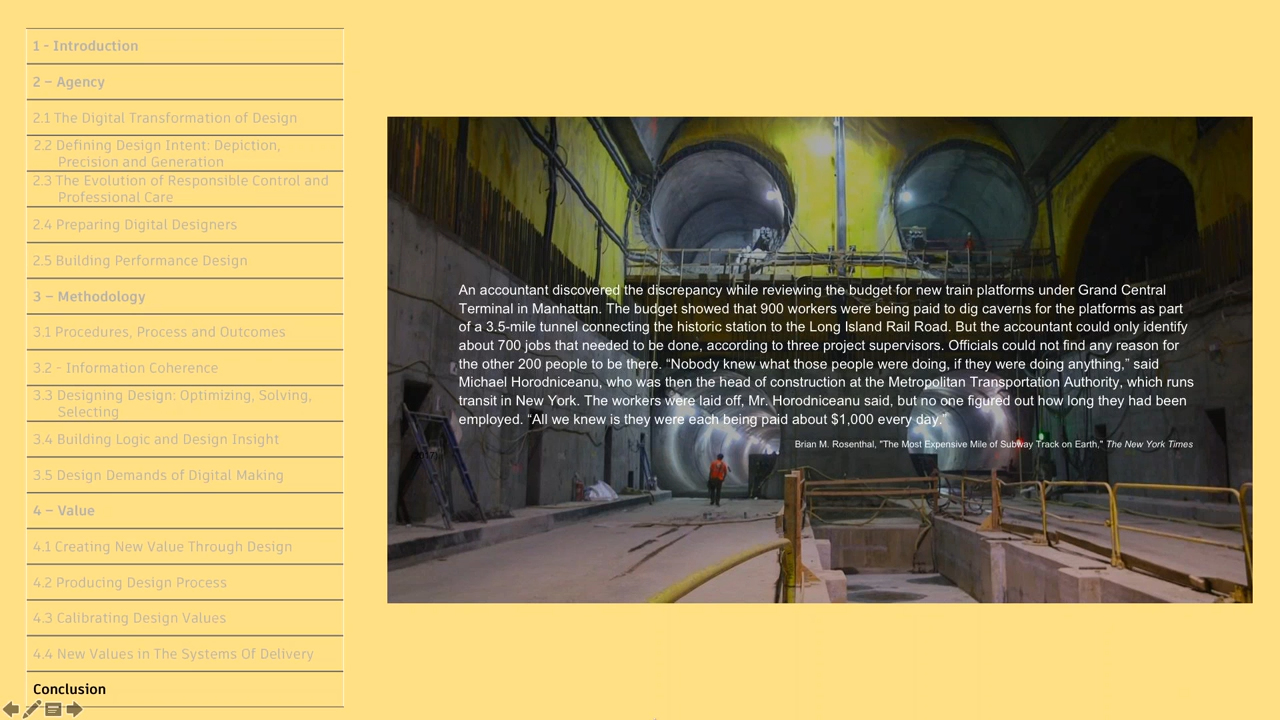 1 - Introduction
2 – Agency
2.1 The Digital Transformation of Design
2.2 Defining Design Intent: Depiction,
Precision and Generation
2.3 The Evolution of Responsible Control and
Professional Care
2.4 Preparing Digital Designers
2.5 Building Performance Design
3 – Methodology
3.1 Procedures, Process and Outcomes
3.2 - Information Coherence
3.3 Designing Design: Optimizing, Solving,
Selecting
3.4 Building Logic and Design Insight
3.5 Design Demands of Digital Making
4 – Value
4.1 Creating New Value Through Design
4.2 Producing Design Process
4.3 Calibrating Design Values
4.4 New Values in The Systems Of Delivery
Conclusion
An accountant discovered the discrepancy while reviewing the budget for new train platforms under Grand Central
Terminal in Manhattan. The budget showed that 900 workers were being paid to dig caverns for the platforms as part
of a 3.5-mile tunnel connecting the historic station to the Long Island Rail Road. But the accountant could only identify
about 700 jobs that needed to be done, according to three project supervisors. Officials could not find any reason for
the other 200 people to be there. “Nobody knew what those people were doing, if they were doing anything,” said
Michael Horodniceanu, who was then the head of construction at the Metropolitan Transportation Authority, which runs
transit in New York. The workers were laid off, Mr. Horodniceanu said, but no one figured out how long they had been
employed. “All we knew is they were each being paid about $1,000 every day.”
Brian M. Rosenthal, "The Most Expensive Mile of Subway Track on Earth," The New York Times